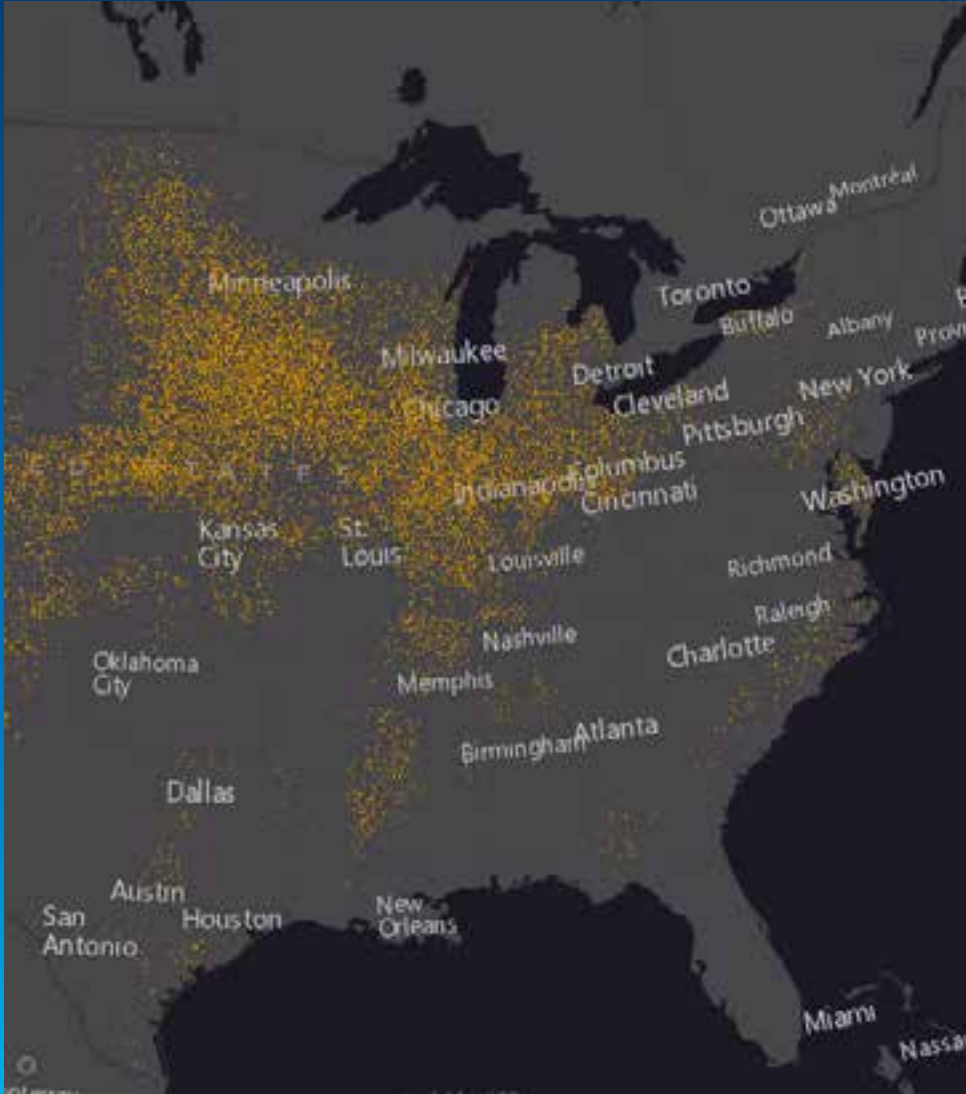 Montréal
Ottawa
Minneapolis
Toronto
Buffalo
Albany
Milwaukee
Detroit
New York
Chicago
Cleveland
Pittsburgh
Columbus
Indianapolis
Washington
Cincinnati
Kansas
City
St.
Louis
Louisville
Richmond
Raleigh
Nashville
Charlotte
Oklahoma
City
Memphis
Atlanta
Birmingham
Dallas
Austin
San
Antonio
Houston
New
Orleans
Miami